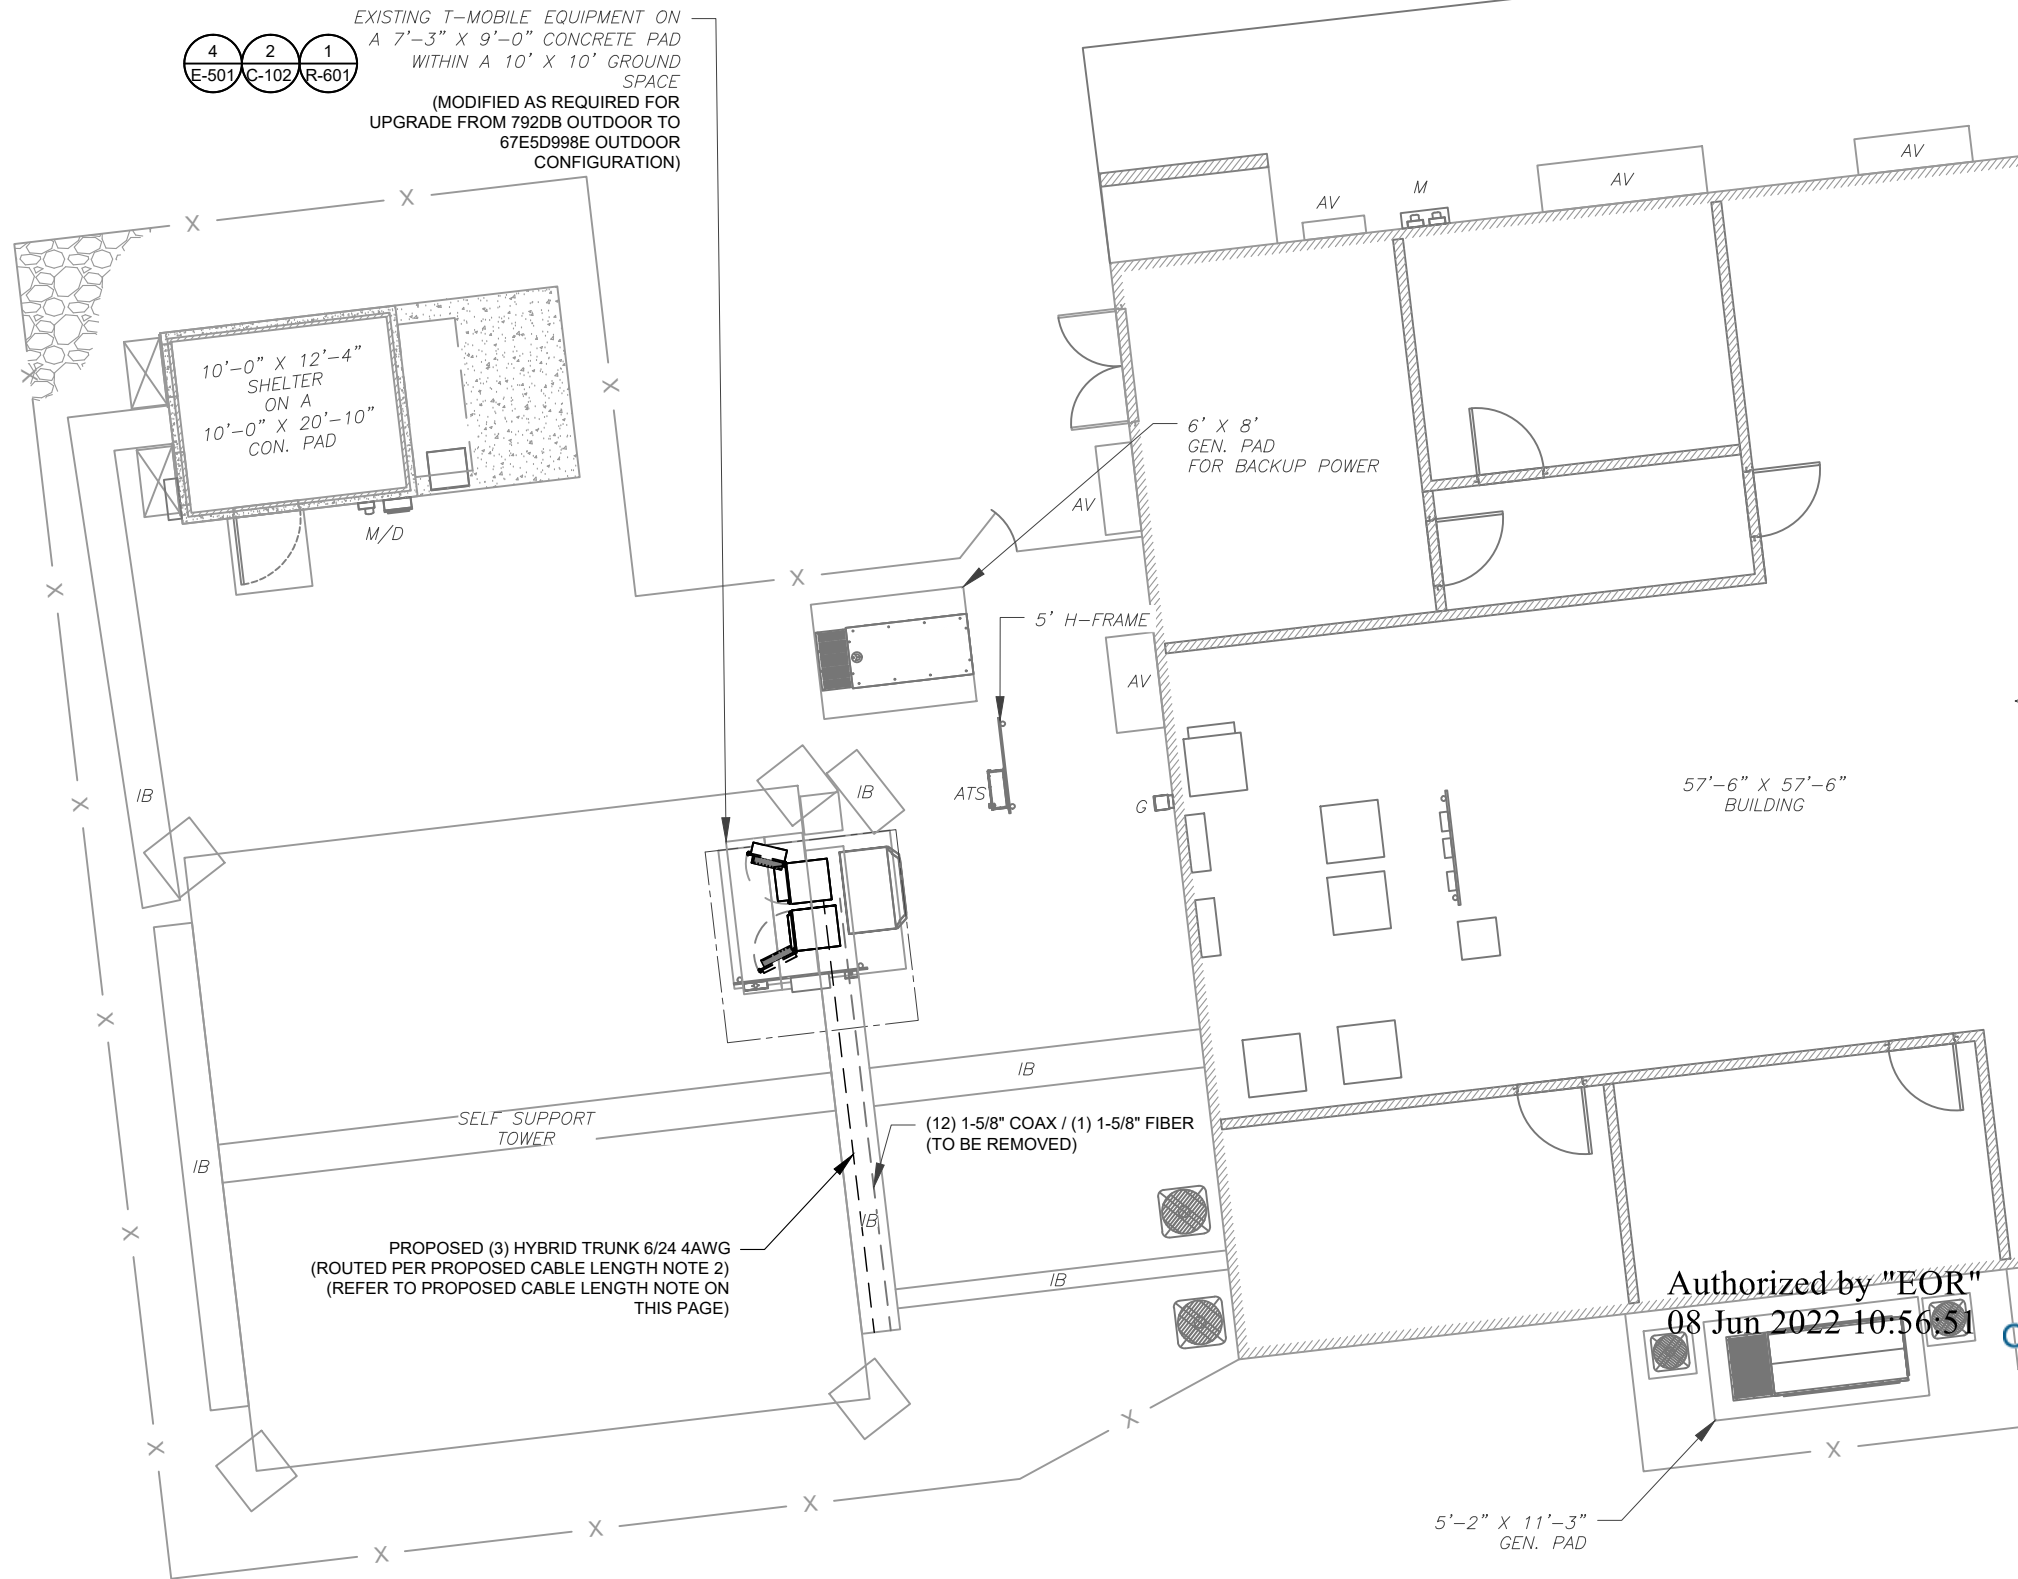 EXISTING T-MOBILE EQUIPMENT ON
A 7'-3" X 9'-0" CONCRETE PAD
WITHIN A 10' X 10' GROUND
SPACE
(MODIFIED AS REQUIRED FOR
UPGRADE FROM 792DB OUTDOOR TO
67E5D998E OUTDOOR
CONFIGURATION)
4
E-501
2
C-102
1
R-601
X
X
AV
M
AV
AV
X
X
10'-0" X 12'-4"
SHELTER
ON A
10'-0" X 20'-10"
CON. PAD
M/D
6' X 8'
GEN. PAD
FOR BACKUP POWER
AV
X
X
5' H-FRAME
AV
IB
X
IB
ATS
G
57'-6" X 57'-6"
BUILDING
X
IB
SELF SUPPORT
TOWER
(12) 1-5/8" COAX / (1) 1-5/8" FIBER
(TO BE REMOVED)
IB
IB
X
PROPOSED (3) HYBRID TRUNK 6/24 4AWG
(ROUTED PER PROPOSED CABLE LENGTH NOTE 2)
(REFER TO PROPOSED CABLE LENGTH NOTE ON
THIS PAGE)
IB
Authorized by "EOR"
08 Jun 2022 10:56:51
X
X
X
X
X
X
5'-2" X 11'-3"
GEN. PAD